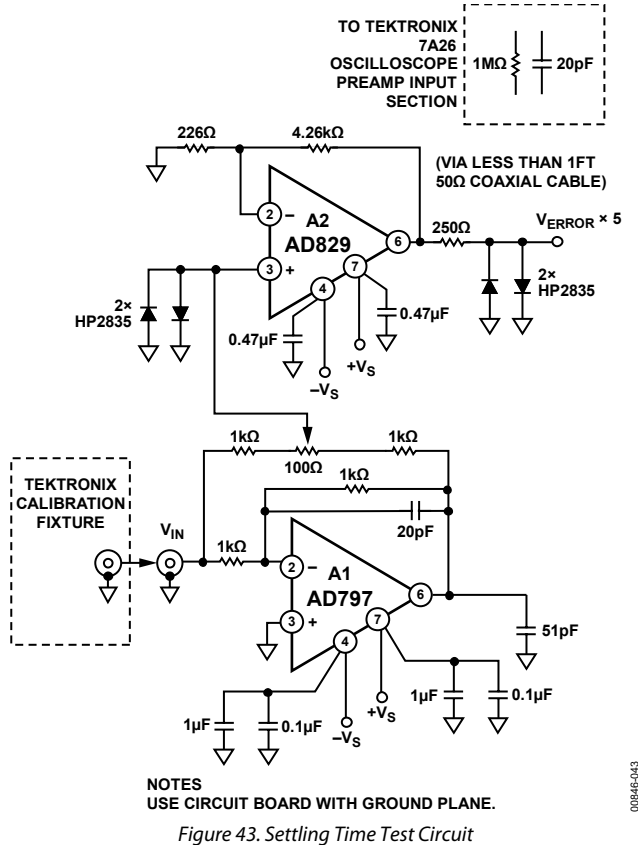 TO TEKTRONIX
7A26
OSCILLOSCOPE
PREAMP INPUT
SECTION
1MΩ
20pF
226Ω
4.26kΩ
(VIA LESS THAN 1FT
50Ω COAXIAL CABLE)
2
–
A2
AD829
6
250Ω
VERROR × 5
3
+
7
4
2×
HP2835
2×
HP2835
0.47µF
0.47µF
+VS
–VS
1kΩ
1kΩ
100Ω
1kΩ
TEKTRONIX
CALIBRATION
FIXTURE
VIN
20pF
1kΩ
2
–
A1
AD797
6
3
+
7
4
51pF
1µF
0.1µF
1µF
0.1µF
+VS
–VS
NOTES
USE CIRCUIT BOARD WITH GROUND PLANE.
00846-043
Figure 43. Settling Time Test Circuit